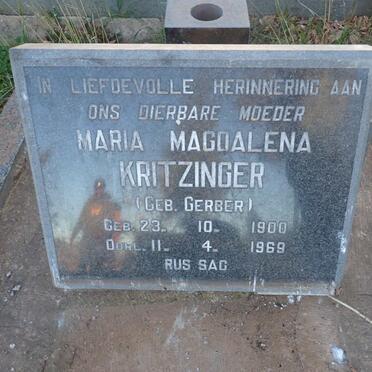 IN LIEFDEVOLLE HERINNERING AAN
ONS DIERBARE MOEDER
MARIA MAGDALENA
KRITZINGER
(GEB. GERBER)
GEB. 23. 10 - 1900
OORL. 11 - 4 - 1969
RUS SAG